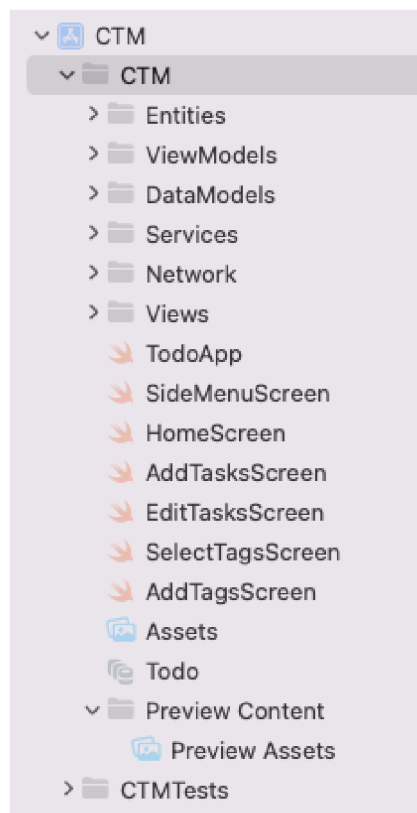 CTM
CTM
Entities
ViewModels
DataModels
Services
Network
Views
TodoApp
SideMenuScreen
HomeScreen
AddTasksScreen
EditTasksScreen
SelectTagsScreen
AddTagsScreen
Assets
Todo
Preview Content
Preview Assets
CTMTests